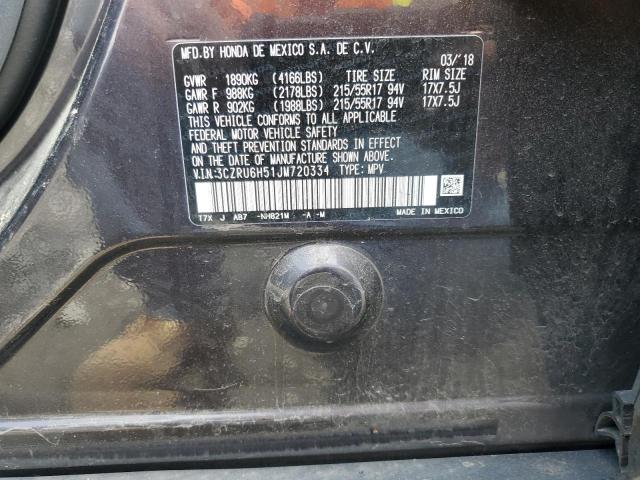 MFD.BY HONDA DE MEXICO S.A. DE C.V.
03/'18
GVWR 1890KG (4166LBS) TIRE SIZE RIM SIZE
GAWR F 988KG (2178LBS) 215/55R17 94V 17X7.5J
GAWR R 902KG (1988LBS) 215/55R17 94V 17X7.5J
THIS VEHICLE CONFORMS TO ALL APPLICABLE
FEDERAL MOTOR VEHICLE SAFETY
AND THEFT PREVENTION STANDARDS IN EFFECT
ON THE DATE OF MANUFACTURE SHOWN ABOVE.
V.I.N:3CZRU6H51JM720334 TYPE: MPV
T7X J AB7 -NH821M -A -M MADE IN MEXICO